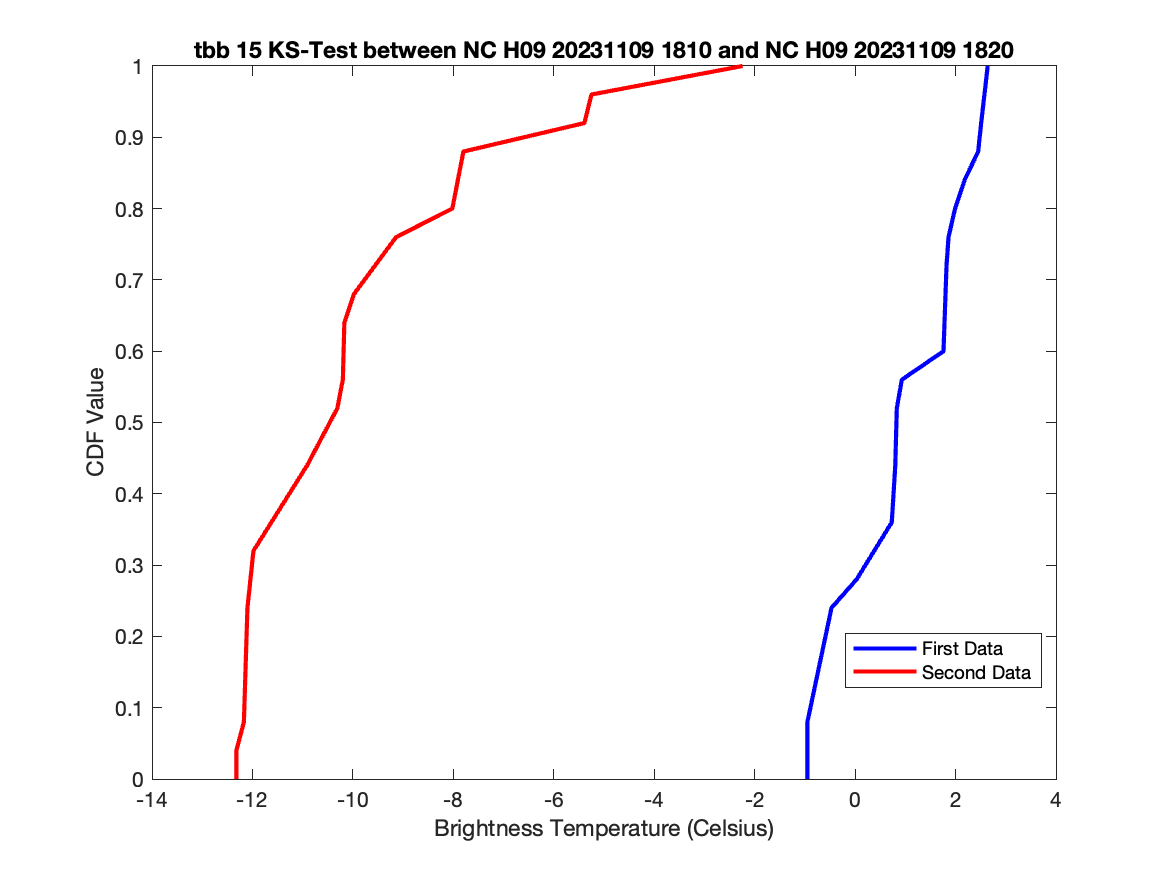 tbb 15 KS-Test between NC H09 20231109 1810 and NC H09 20231109 1820
1
0.9
0.8
0.7
0.6
0.5
0.4
0.3
0.2
0.1
0
CDF Value
First Data
Second Data
-14 -12 -10 -8 -6 -4 -2 0 2 4
Brightness Temperature (Celsius)